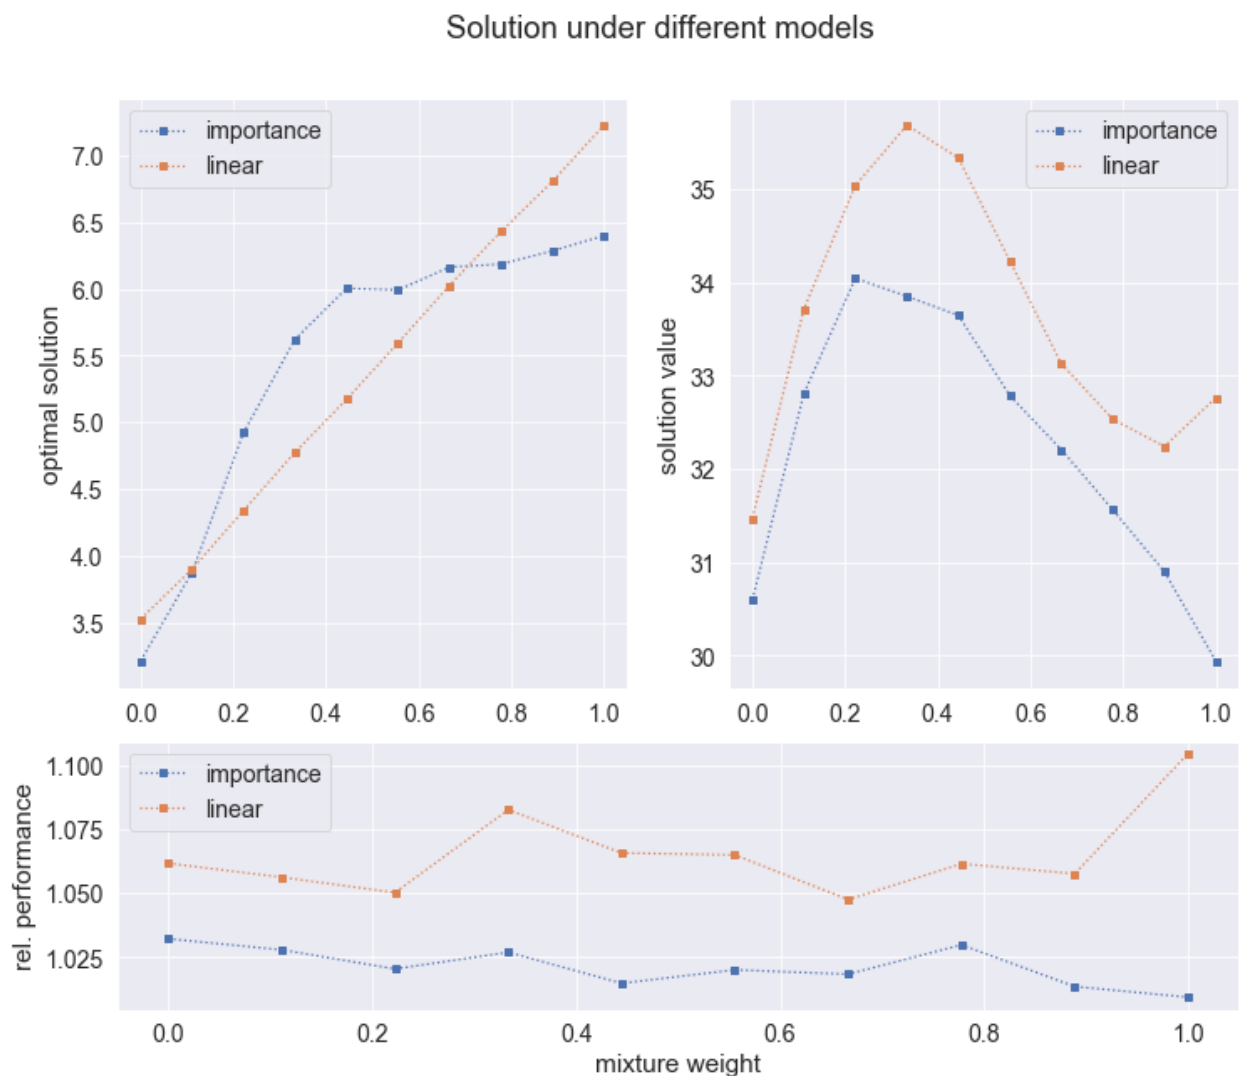 Solution under different models
importance
linear
7.0
6.5
6.0
5.5
5.0
4.5
4.0
3.5
optimal solution
0.0 0.2 0.4 0.6 0.8 1.0
importance
linear
35
34
33
32
31
30
solution value
0.0 0.2 0.4 0.6 0.8 1.0
importance
linear
1.100
1.075
1.050
1.025
rel. performance
0.0 0.2 0.4 0.6 0.8 1.0
mixture weight